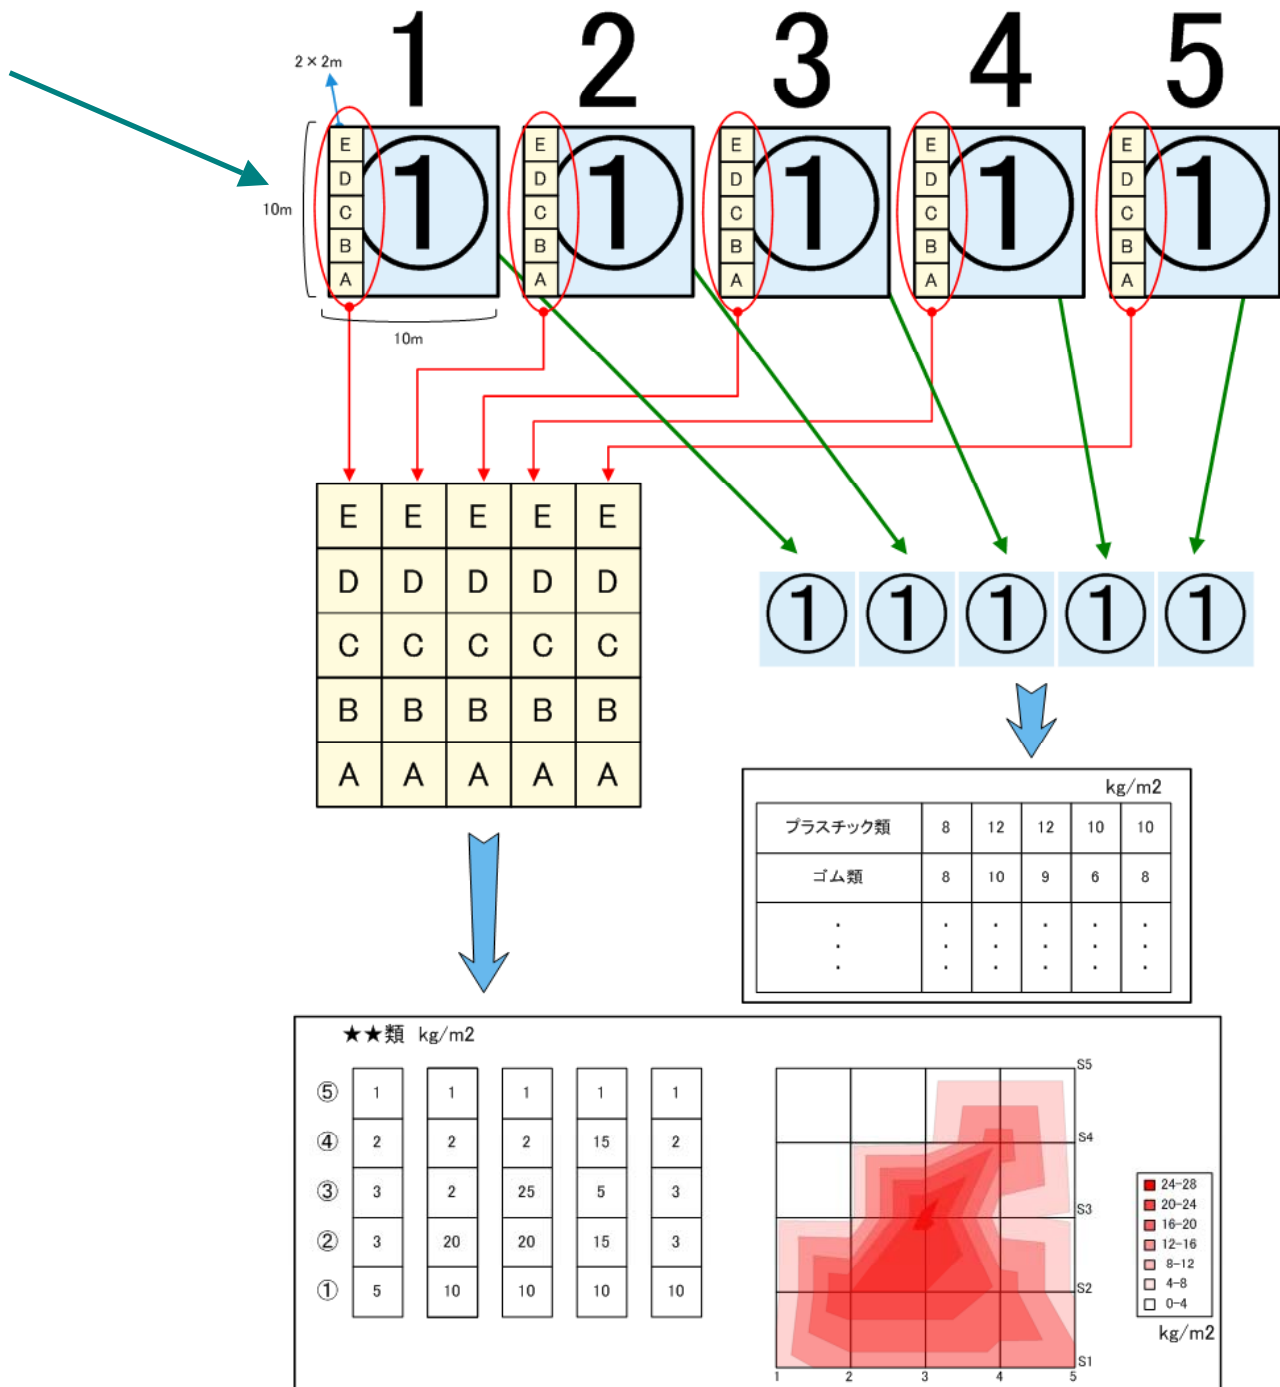 1 2 3 4 5
2×2m
E E E E E
D D D D D
C C C C C
B B B B B
A A A A A
① ① ① ① ①
10m
10m
E E E E E
D D D D D
C C C C C
B B B B B
A A A A A
① ① ① ① ①
kg/m2
プラスチック類 8 12 12 10 10
ゴム類 8 10 9 6 8
・ ・ ・ ・ ・ ・
・ ・ ・ ・ ・ ・
・ ・ ・ ・ ・ ・
★★類 kg/m2
⑤ 1 1 1 1 1
④ 2 2 2 15 2
③ 3 2 25 5 3
② 3 20 20 15 3
① 5 10 10 10 10
S5
S4
S3
S2
S1
1 2 3 4 5
24-28
20-24
16-20
12-16
8-12
4-8
0-4
kg/m2